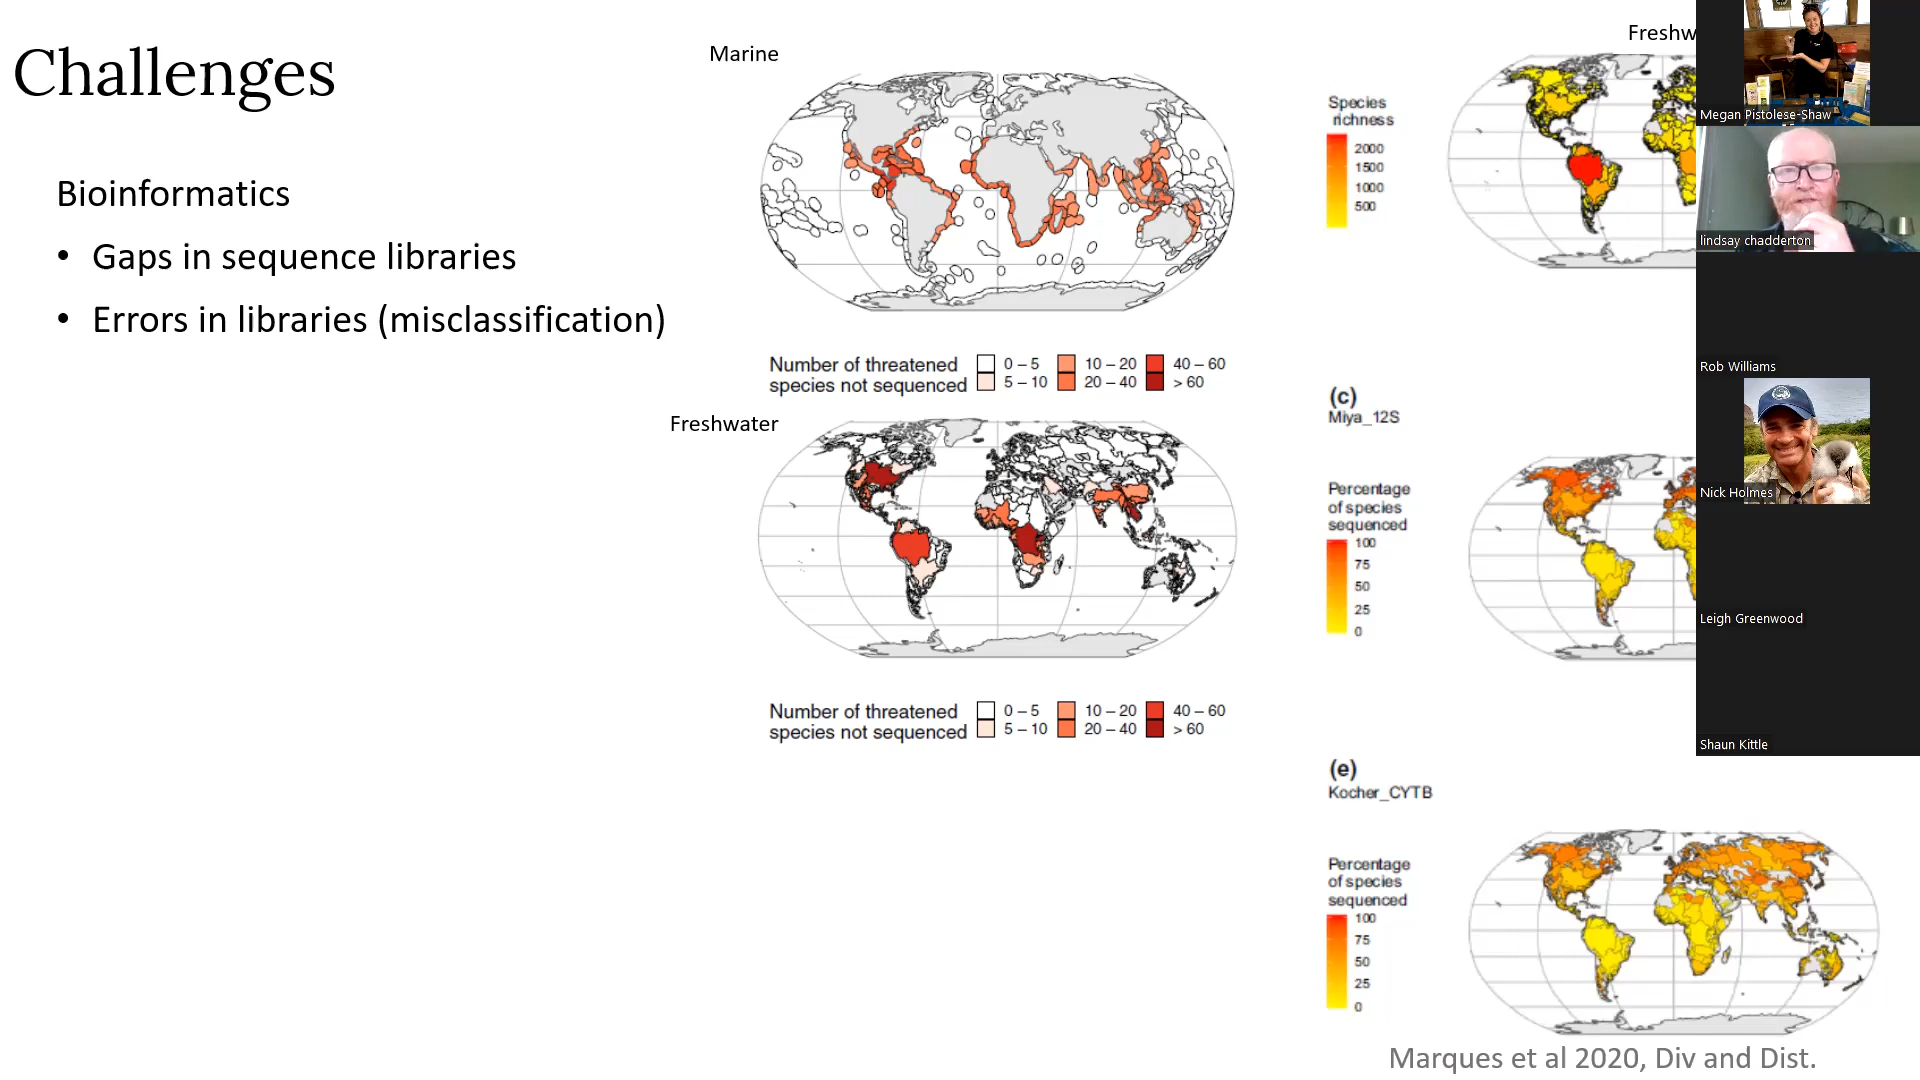 Challenges
Bioinformatics
• Gaps in sequence libraries
• Errors in libraries (misclassification)
Marine
Number of threatened
species not sequenced
0 – 5
5 – 10
10 – 20
20 – 40
40 – 60
> 60
Freshwater
Number of threatened
species not sequenced
0 – 5
5 – 10
10 – 20
20 – 40
40 – 60
> 60
Freshw
Species
richness
2000
1500
1000
500
(c)
Miya_12S
Percentage
of species
sequenced
100
75
50
25
0
(e)
Kocher_CYTB
Percentage
of species
sequenced
100
75
50
25
0
Marques et al 2020, Div and Dist.
Megan Pistolese-Shaw
lindsay chadderton
Rob Williams
Nick Holmes
Leigh Greenwood
Shaun Kittle